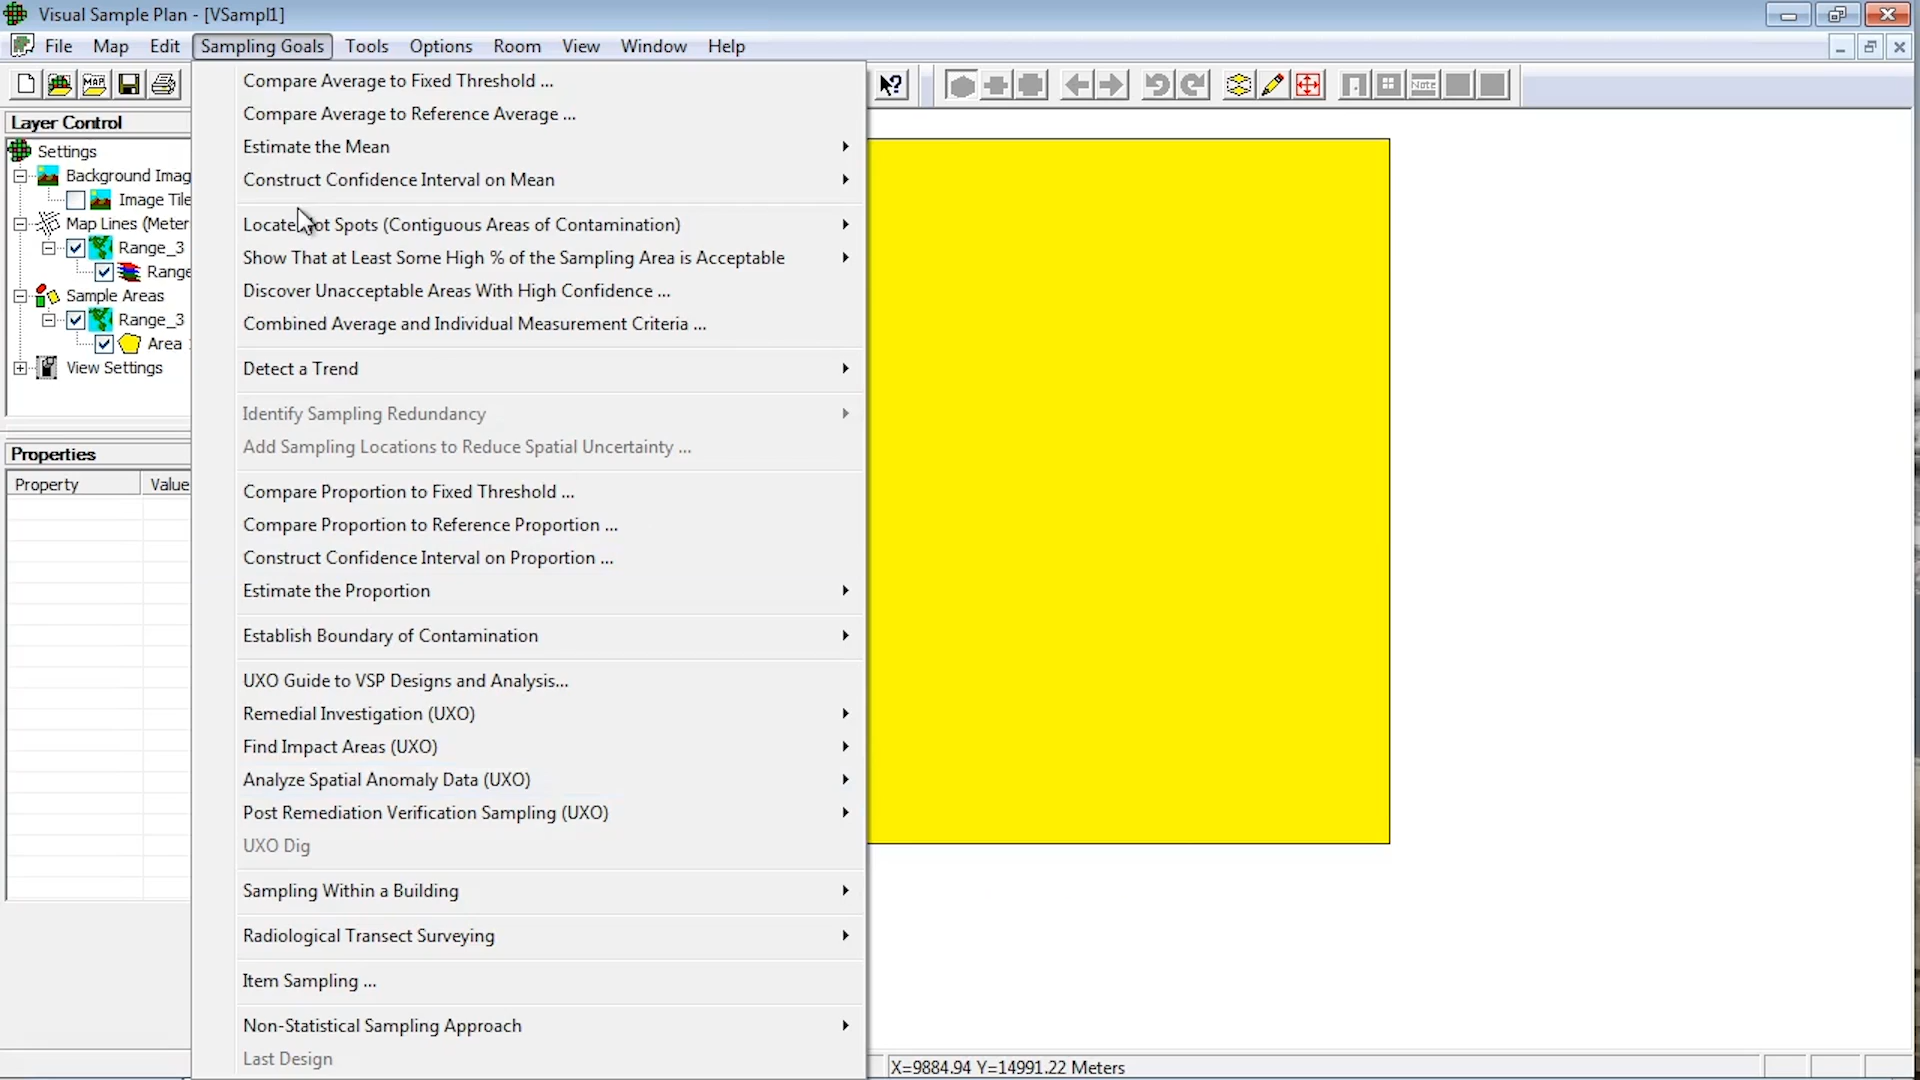 Visual Sample Plan - [VSampl1]
File Map Edit Sampling Goals Tools Options Room View Window Help
MAP
Note
Layer Control
Settings
Background Imag
Image Tile
Map Lines (Meter
Range_3
Range
Sample Areas
Range_3
Area
View Settings
Properties
Property Value
Compare Average to Fixed Threshold ...
Compare Average to Reference Average ...
Estimate the Mean
Construct Confidence Interval on Mean
Locate Hot Spots (Contiguous Areas of Contamination)
Show That at Least Some High % of the Sampling Area is Acceptable
Discover Unacceptable Areas With High Confidence ...
Combined Average and Individual Measurement Criteria ...
Detect a Trend
Identify Sampling Redundancy
Add Sampling Locations to Reduce Spatial Uncertainty ...
Compare Proportion to Fixed Threshold ...
Compare Proportion to Reference Proportion ...
Construct Confidence Interval on Proportion ...
Estimate the Proportion
Establish Boundary of Contamination
UXO Guide to VSP Designs and Analysis...
Remedial Investigation (UXO)
Find Impact Areas (UXO)
Analyze Spatial Anomaly Data (UXO)
Post Remediation Verification Sampling (UXO)
UXO Dig
Sampling Within a Building
Radiological Transect Surveying
Item Sampling ...
Non-Statistical Sampling Approach
Last Design
X=9884.94 Y=14991.22 Meters